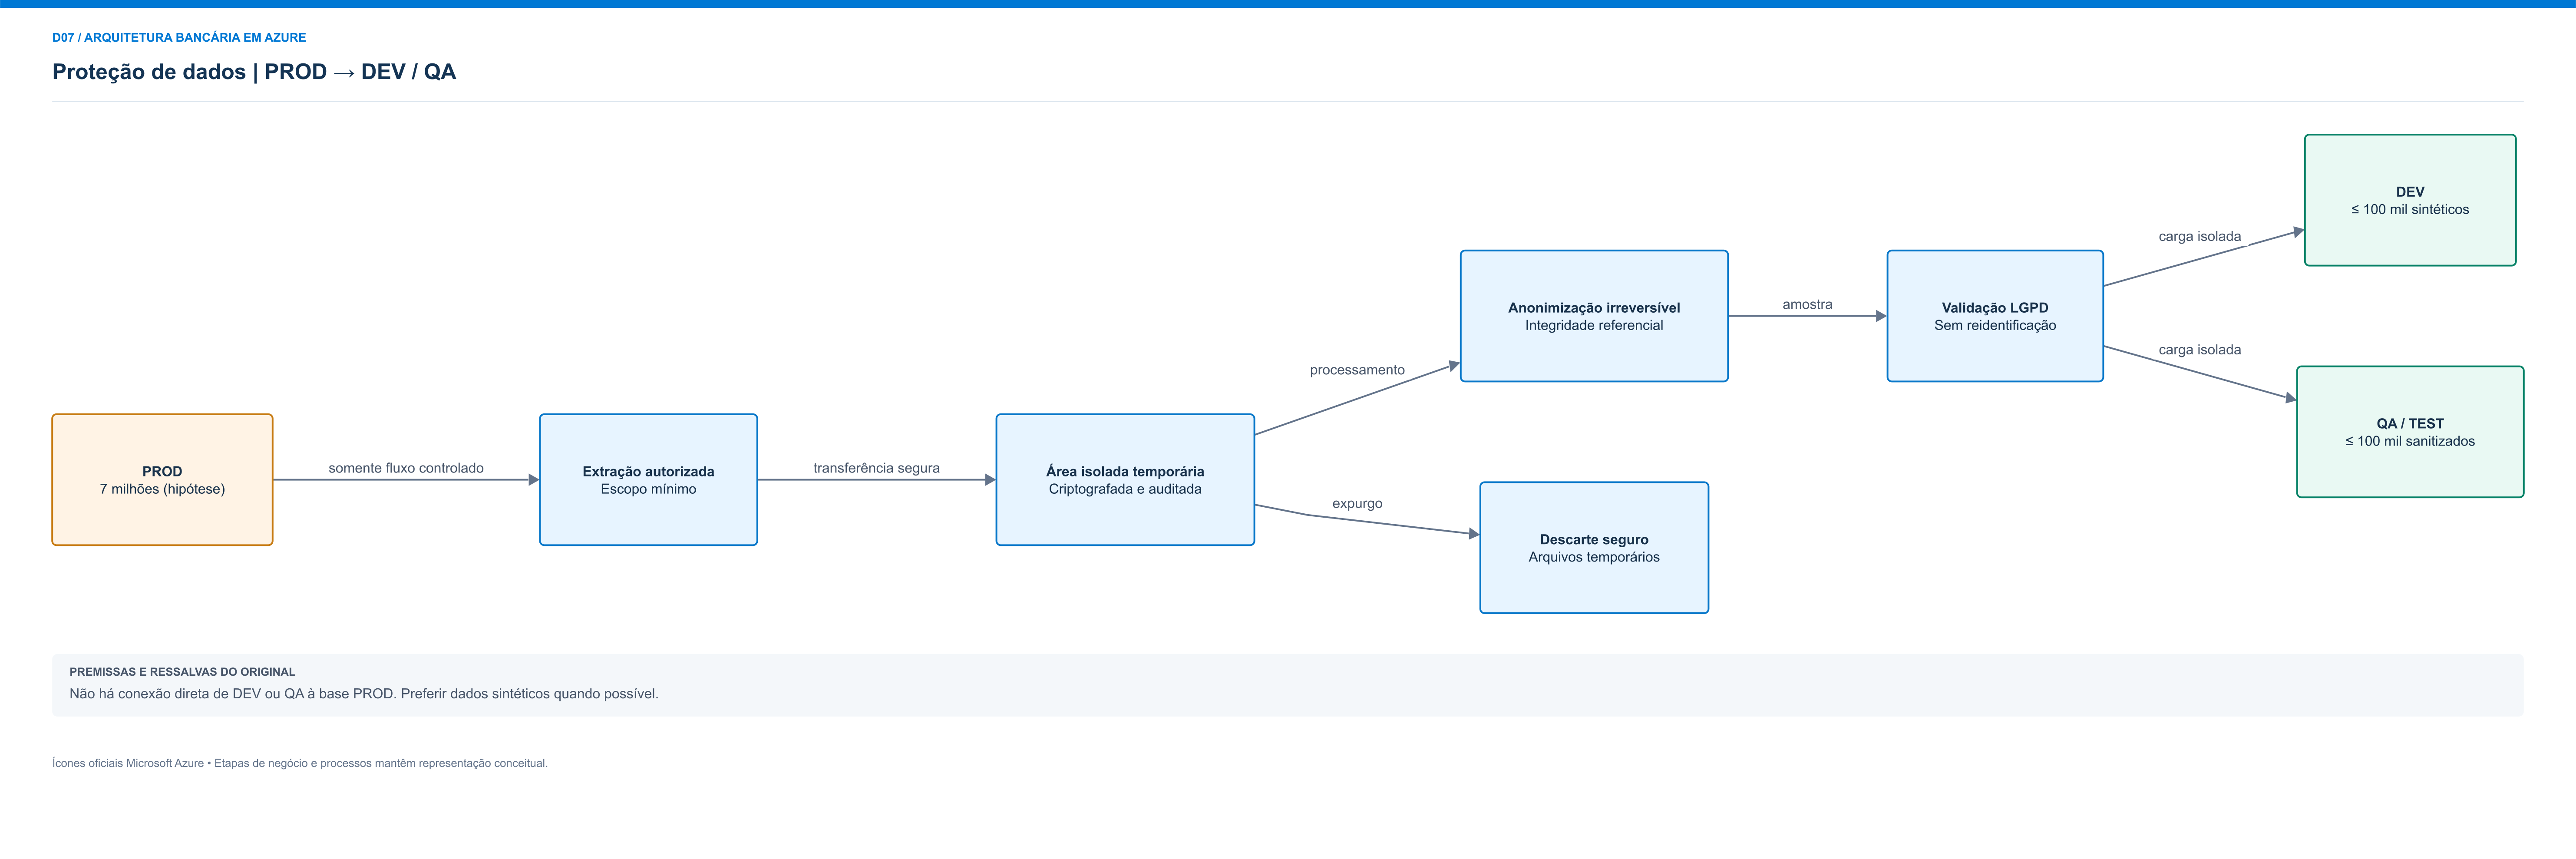 D07 / ARQUITETURA BANCÁRIA EM AZURE
Proteção de dados | PROD → DEV / QA
PROD
7 milhões (hipótese)
somente fluxo controlado
Extração autorizada
Escopo mínimo
transferência segura
Área isolada temporária
Criptografada e auditada
processamento
Anonimização irreversível
Integridade referencial
expurgo
Descarte seguro
Arquivos temporários
amostra
Validação LGPD
Sem reidentificação
carga isolada
DEV
≤ 100 mil sintéticos
carga isolada
QA / TEST
≤ 100 mil sanitizados
PREMISSAS E RESSALVAS DO ORIGINAL
Não há conexão direta de DEV ou QA à base PROD. Preferir dados sintéticos quando possível.
Ícones oficiais Microsoft Azure • Etapas de negócio e processos mantêm representação conceitual.